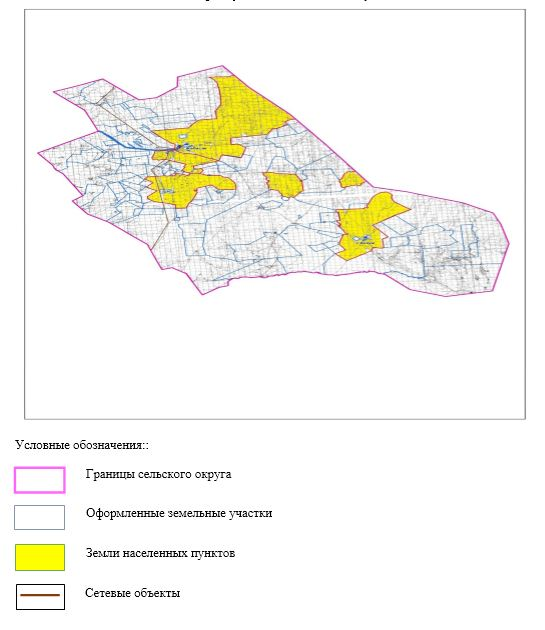 Условные обозначения::
Границы сельского округа
Оформленные земельные участки
Земли населенных пунктов
Сетевые объекты